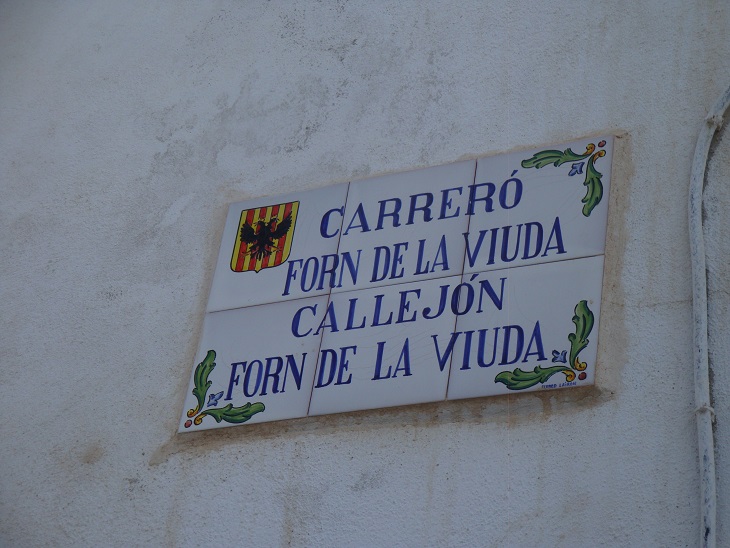 CARRERÓ
FORN DE LA VIUDA
CALLEJÓN
FORN DE LA VIUDA